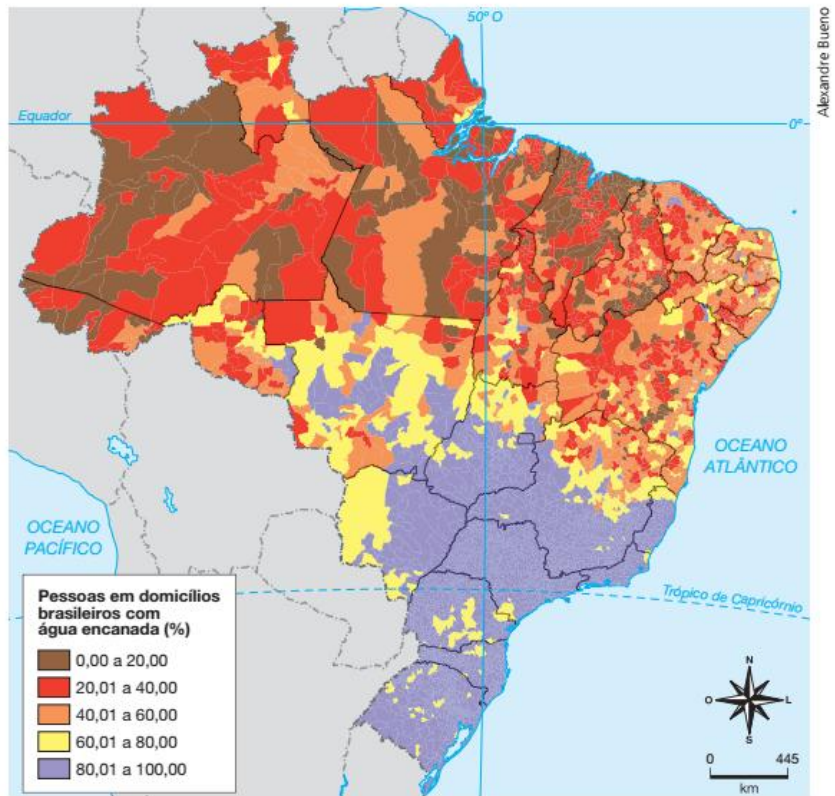 50° O
Alexandre Bueno
Equador
0°
OCEANO
ATLÂNTICO
OCEANO
PACÍFICO
Trópico de Capricórnio
Pessoas em domicílios
brasileiros com
água encanada (%)
0,00 a 20,00
20,01 a 40,00
40,01 a 60,00
60,01 a 80,00
80,01 a 100,00
N
O
L
S
0
445
km